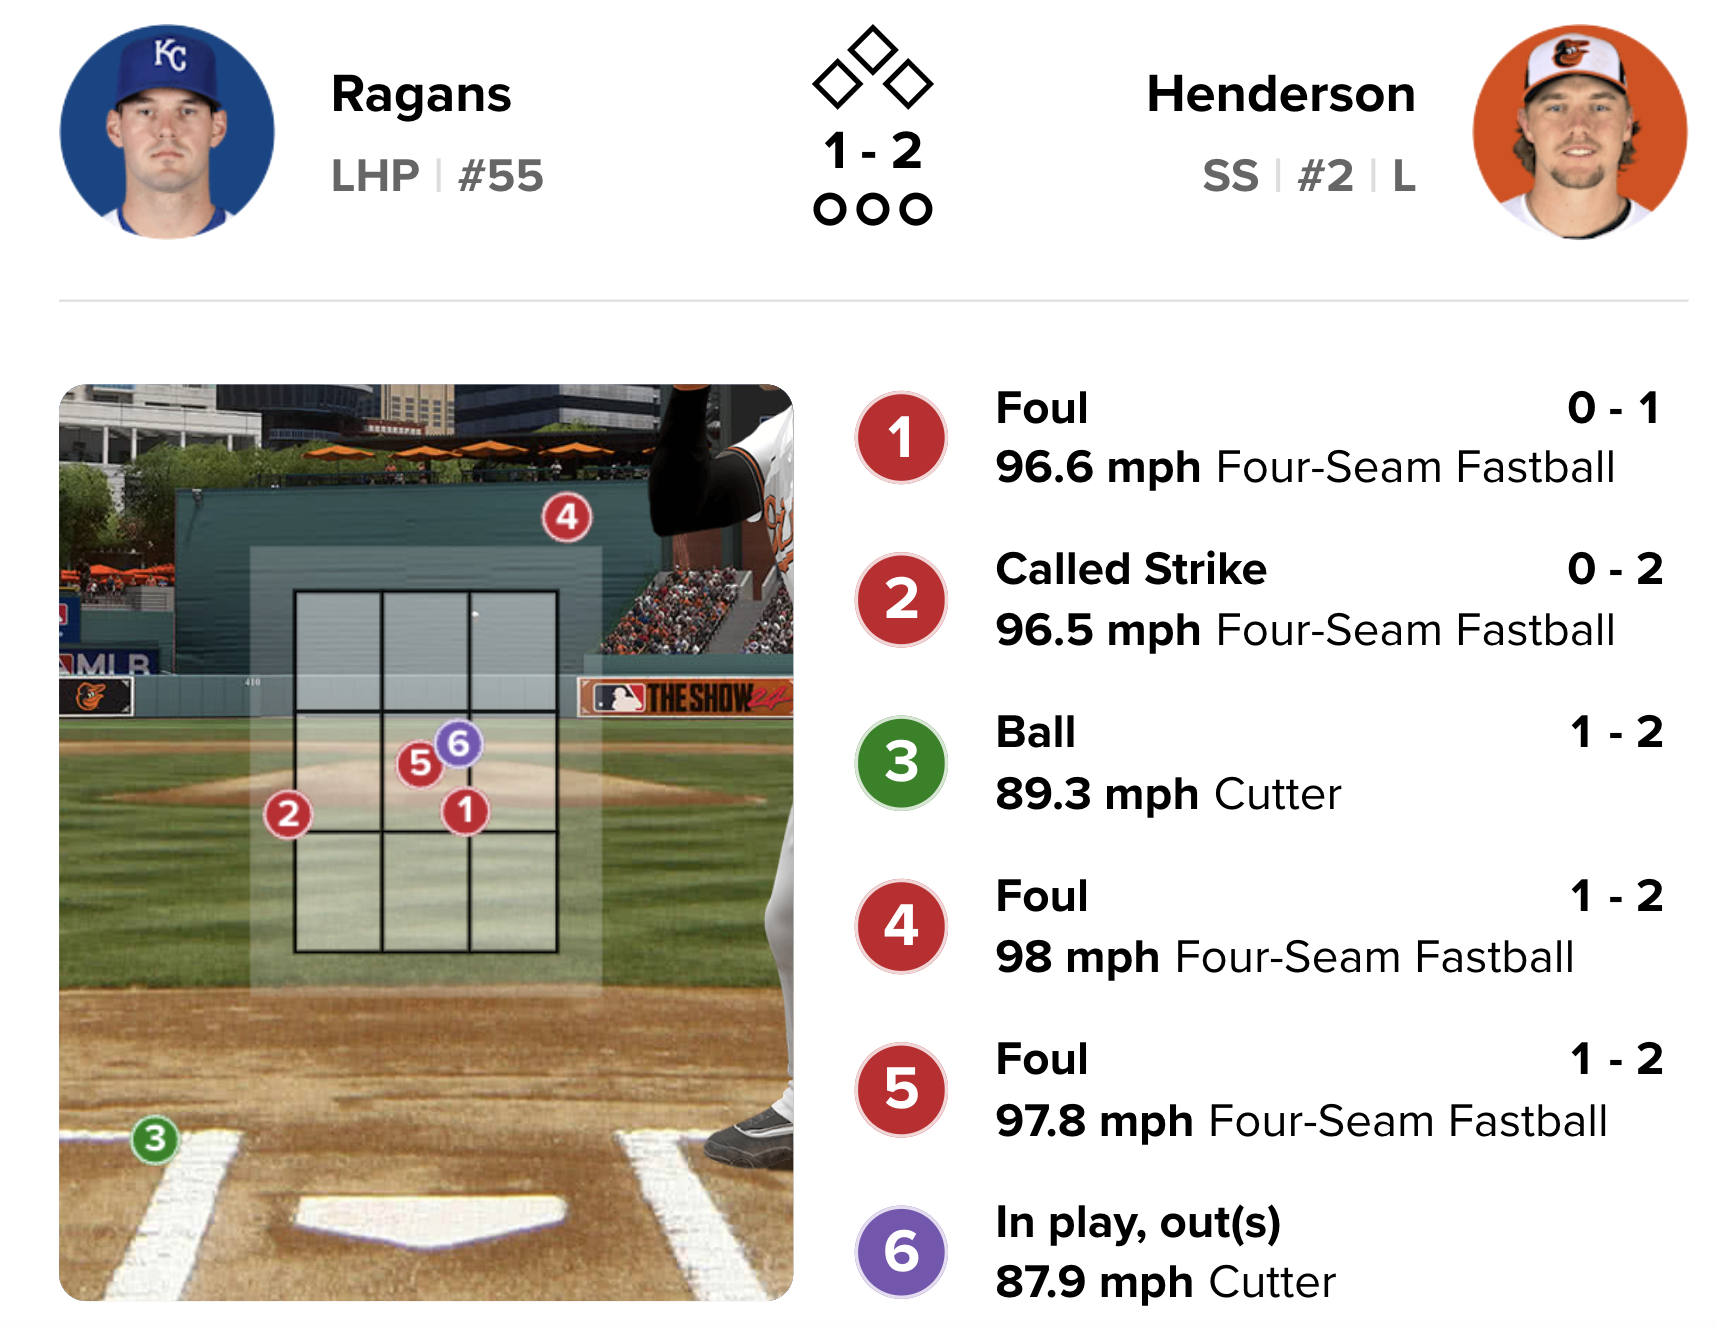 KC
Ragans
LHP | #55
1 - 2
Henderson
SS | #2 | L
4
410
MLB
THE SHOW 24
6
5
2
1
3
1
Foul
0 - 1
96.6 mph Four-Seam Fastball
2
Called Strike
0 - 2
96.5 mph Four-Seam Fastball
3
Ball
1 - 2
89.3 mph Cutter
4
Foul
1 - 2
98 mph Four-Seam Fastball
5
Foul
1 - 2
97.8 mph Four-Seam Fastball
6
In play, out(s)
87.9 mph Cutter